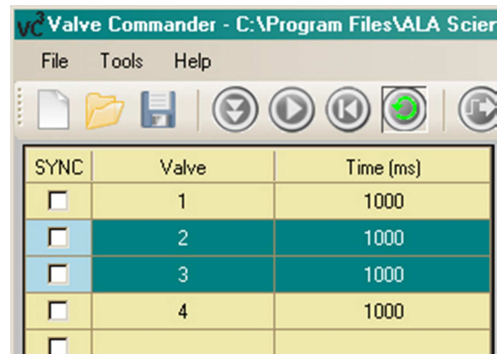 VC3 Valve Commander - C:\Program Files\ALA Scier
File Tools Help
SYNC Valve Time (ms)
1 1000
2 1000
3 1000
4 1000